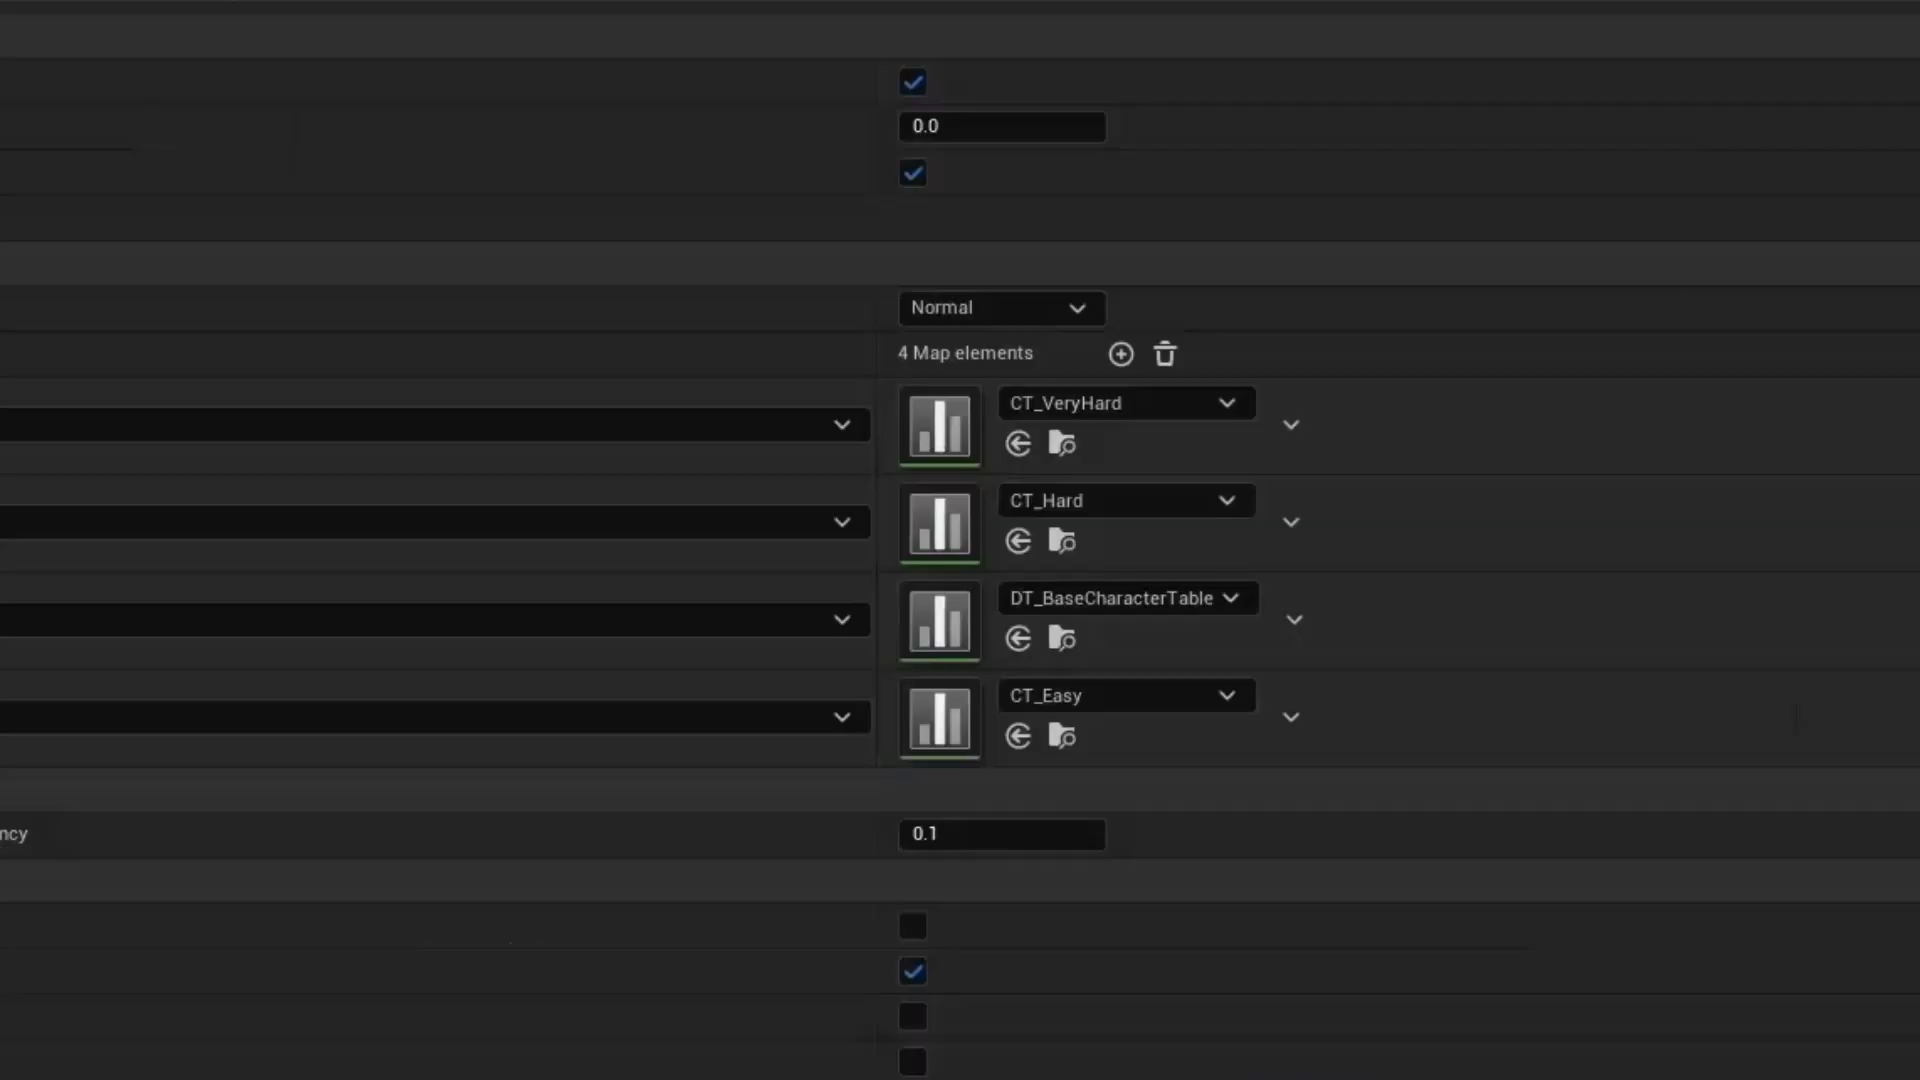 0.0
Normal
4 Map elements
CT_VeryHard
CT_Hard
DT_BaseCharacterTable
CT_Easy
ncy
0.1